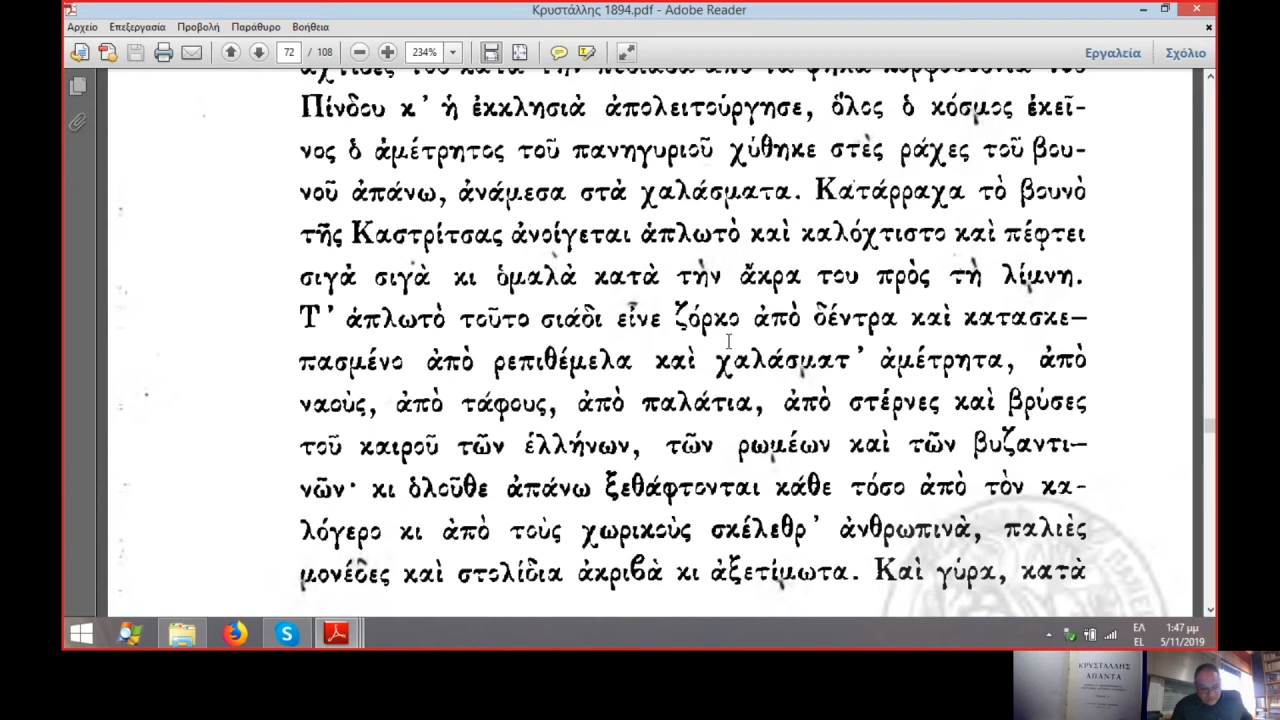 Κρυστάλλης 1894.pdf - Adobe Reader
Αρχείο Επεξεργασία Προβολή Παράθυρο Βοήθεια
72 / 108 234% Εργαλεία Σχόλιο
Πίνδου κ' ἡ ἐκκλησιὰ ἀπολειτούργησε, ὅλος ὁ κόσμος ἐκεῖ-
νος ὁ ἀμέτρητος τοῦ πανηγυριοῦ χύθηκε στὲς ράχες τοῦ βου-
νοῦ ἀπάνω, ἀνάμεσα στὰ χαλάσματα. Κατάρραχα τὸ βουνὸ
τῆς Καστρίτσας ἀνοίγεται ἁπλωτὸ καὶ καλόχτιστο καὶ πέφτει
σιγὰ σιγὰ κι ὁμαλὰ κατὰ τὴν ἄκρα του πρὸς τὴ λίμνη.
Τ' ἁπλωτὸ τοῦτο σιάδι εἶνε ζόρκο ἀπὸ δέντρα καὶ κατασκε-
πασμένο ἀπὸ ρεπιθέμελα καὶ χαλάσματ' ἀμέτρητα, ἀπὸ
ναοὺς, ἀπὸ τάφους, ἀπὸ παλάτια, ἀπὸ στέρνες καὶ βρύσες
τοῦ καιροῦ τῶν ἑλλήνων, τῶν ρωμέων καὶ τῶν βυζαντι-
νῶν· κι ὁλοῦθε ἀπάνω ξεθάφτονται κάθε τόσο ἀπὸ τὸν κα-
λόγερο κι ἀπὸ τοὺς χωρικοὺς σκέλεθρ' ἀνθρωπινὰ, παλιὲς
μονέδες καὶ στολίδια ἀκριβὰ κι ἀξετίμωτα. Καὶ γύρα, κατὰ
ΕΛ 1:47 μμ
EL 5/11/2019
ΚΡΥΣΤΑΛΛΗΣ
ΑΠΑΝΤΑ